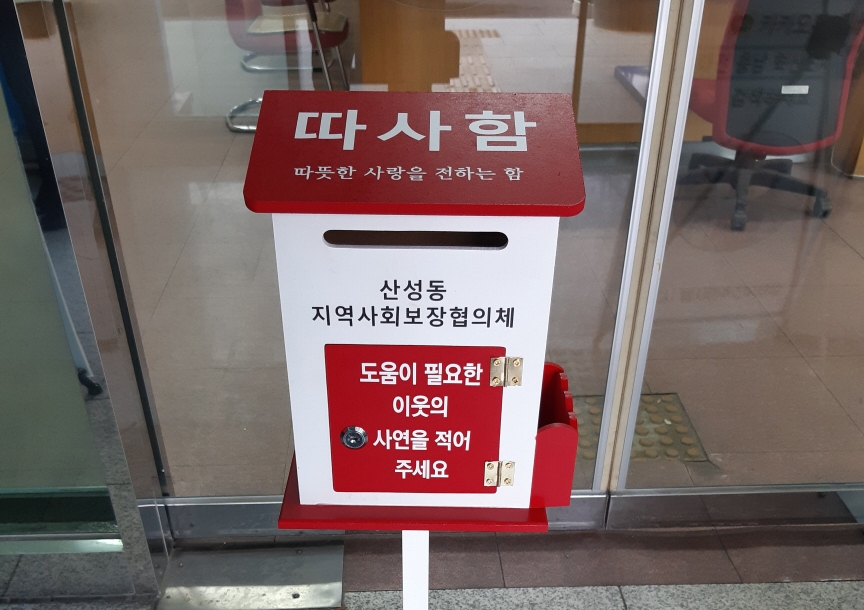 따사함
따뜻한 사랑을 전하는 함
산성동
지역사회보장협의체
도움이 필요한
이웃의
사연을 적어
주세요